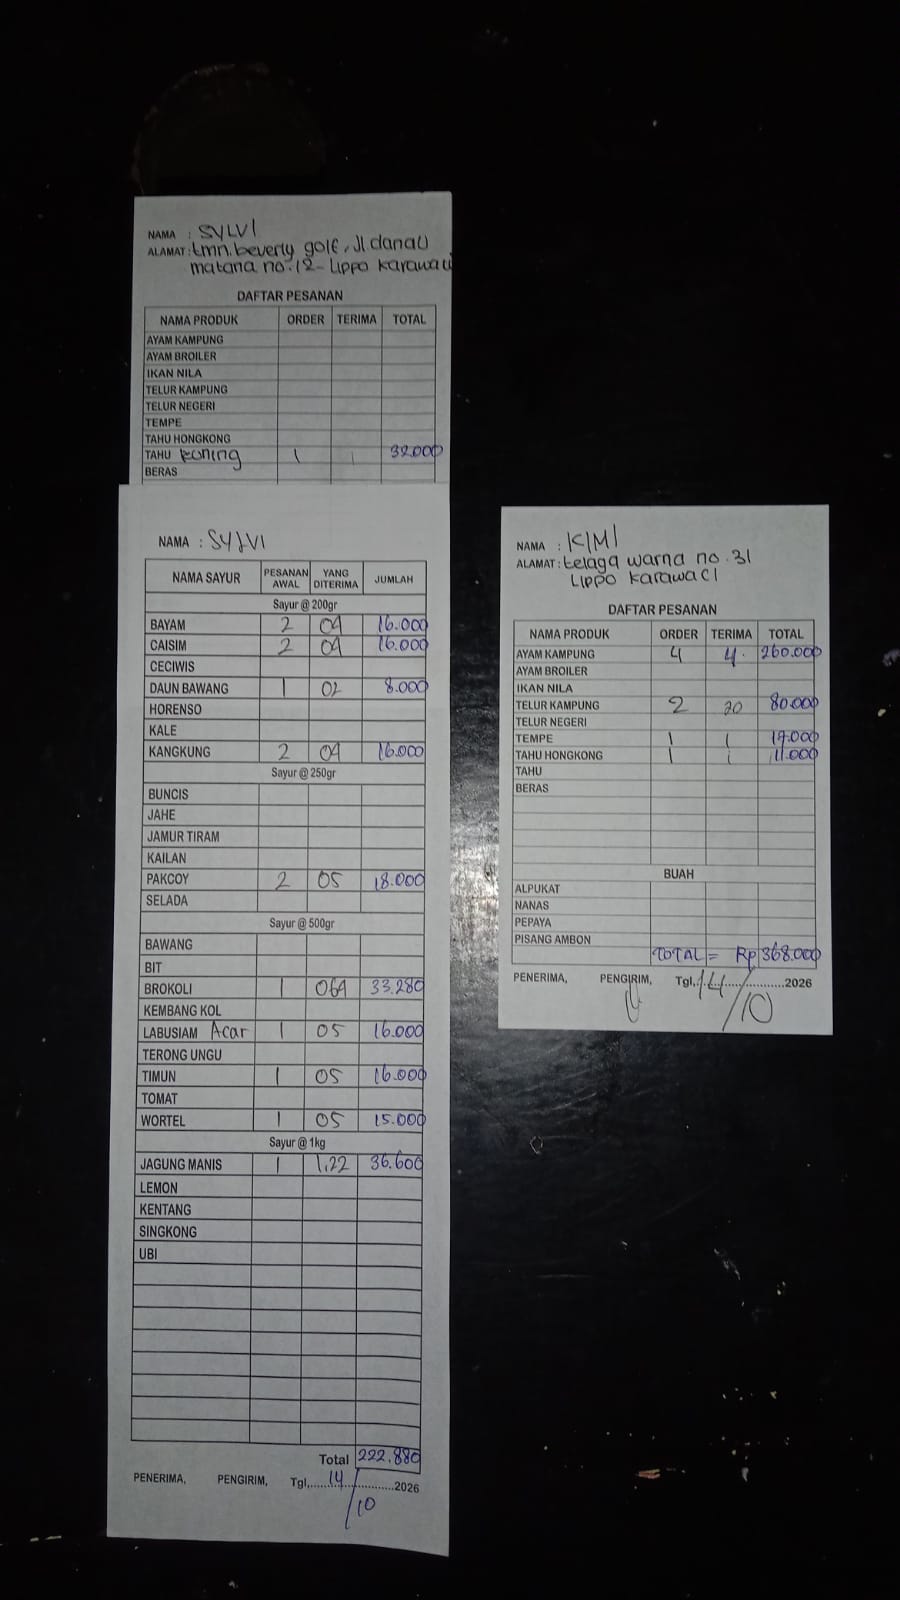 NAMA : SYLVI
ALAMAT : tmn. beverly golf, Jl danau
matana no. 12 - Lippo Karawaci
DAFTAR PESANAN
NAMA PRODUK ORDER TERIMA TOTAL
AYAM KAMPUNG
AYAM BROILER
IKAN NILA
TELUR KAMPUNG
TELUR NEGERI
TEMPE
TAHU HONGKONG
TAHU Kuning 1 1 32.000
BERAS
NAMA : SYLVI
NAMA SAYUR PESANAN AWAL YANG DITERIMA JUMLAH
Sayur @ 200gr
BAYAM 2 04 16.000
CAISIM 2 04 16.000
CECIWIS
DAUN BAWANG 1 02 8.000
HORENSO
KALE
KANGKUNG 2 04 16.000
Sayur @ 250gr
BUNCIS
JAHE
JAMUR TIRAM
KAILAN
PAKCOY 2 05 18.000
SELADA
Sayur @ 500gr
BAWANG
BIT
BROKOLI 1 064 33.280
KEMBANG KOL
LABUSIAM Acar 1 05 16.000
TERONG UNGU
TIMUN 1 05 16.000
TOMAT
WORTEL 1 05 15.000
Sayur @ 1kg
JAGUNG MANIS 1 1,22 36.600
LEMON
KENTANG
SINGKONG
UBI
Total 222.880
PENERIMA, PENGIRIM, Tgl,......14/10......2026
NAMA : KIMI
ALAMAT : telaga warna no. 31
Lippo Karawaci
DAFTAR PESANAN
NAMA PRODUK ORDER TERIMA TOTAL
AYAM KAMPUNG 4 4. 260.000
AYAM BROILER
IKAN NILA
TELUR KAMPUNG 2 20 80.000
TELUR NEGERI
TEMPE 1 1 17.000
TAHU HONGKONG 1 1 11.000
TAHU
BERAS
BUAH
ALPUKAT
NANAS
PEPAYA
PISANG AMBON
TOTAL = Rp 368.000
PENERIMA, PENGIRIM, Tgl,..14/10......2026